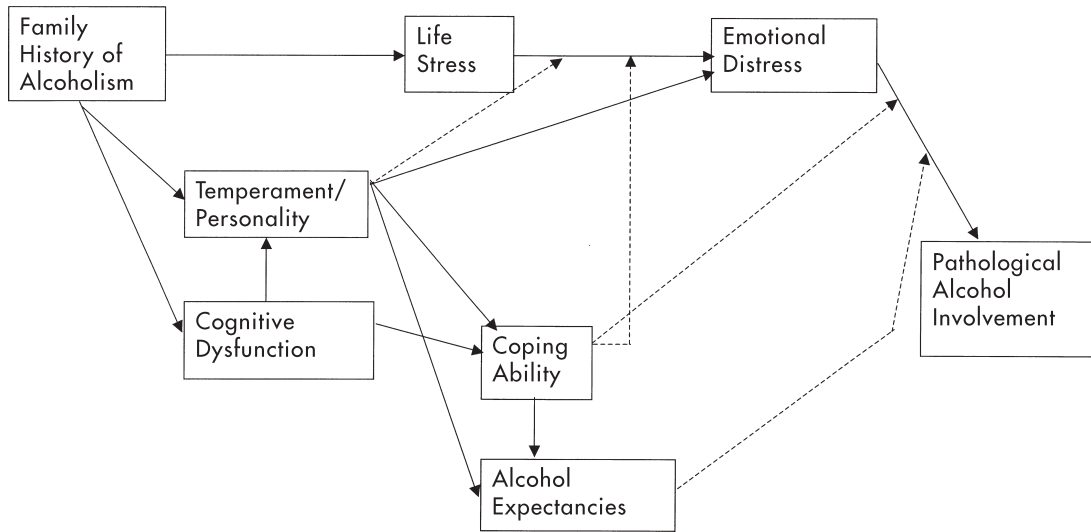 Family
History of
Alcoholism
Life
Stress
Emotional
Distress
Temperament/
Personality
Cognitive
Dysfunction
Coping
Ability
Pathological
Alcohol
Involvement
Alcohol
Expectancies